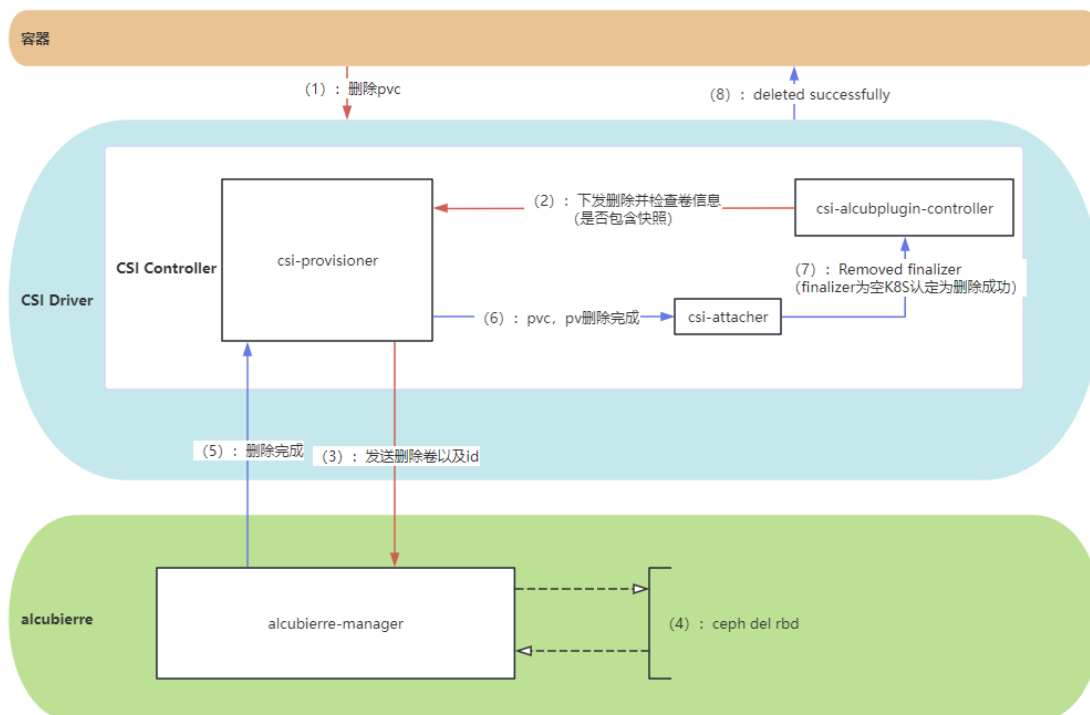 容器
(1)：删除pvc
(8)：deleted successfully
(2)：下发删除并检查卷信息
(是否包含快照)
csi-alcubplugin-controller
csi-provisioner
CSI Controller
(7)：Removed finalizer
(finalizer为空K8S认定为删除成功)
CSI Driver
(6)：pvc，pv删除完成
csi-attacher
(5)：删除完成
(3)：发送删除卷以及id
alcubierre
alcubierre-manager
(4)：ceph del rbd